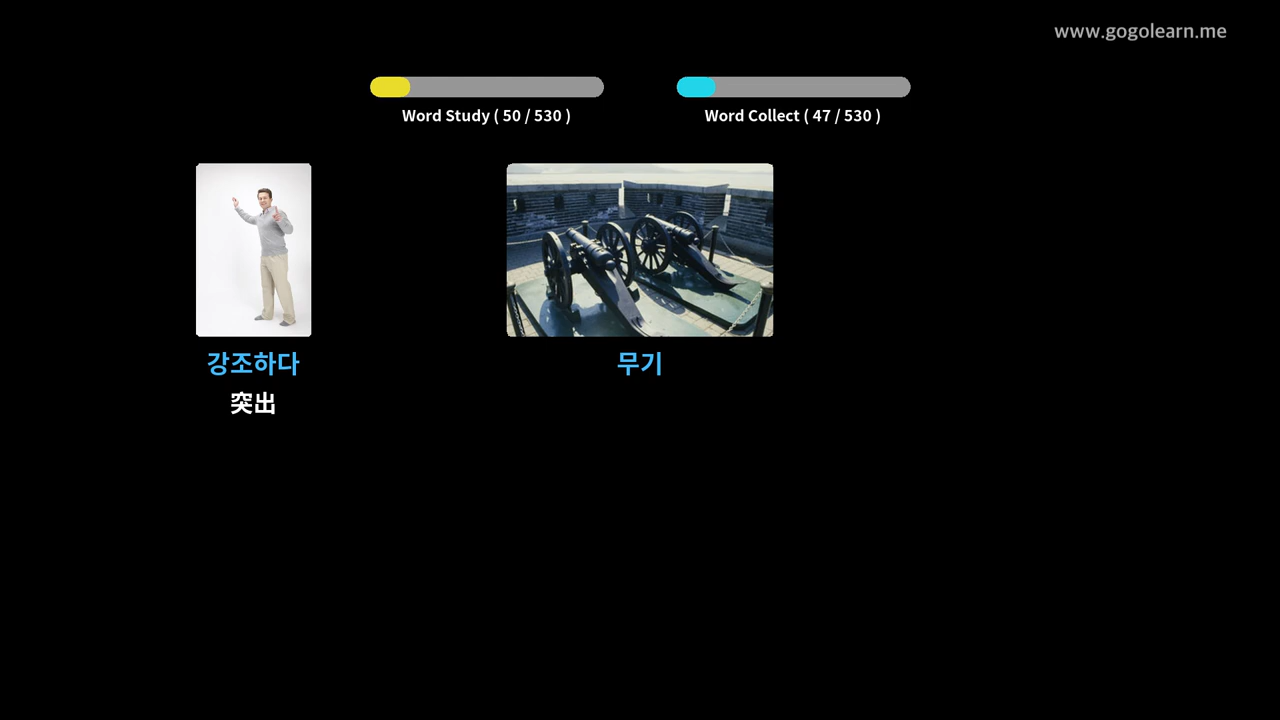 www.gogolearn.me
Word Study ( 50 / 530 )
Word Collect ( 47 / 530 )
강조하다
突出
무기